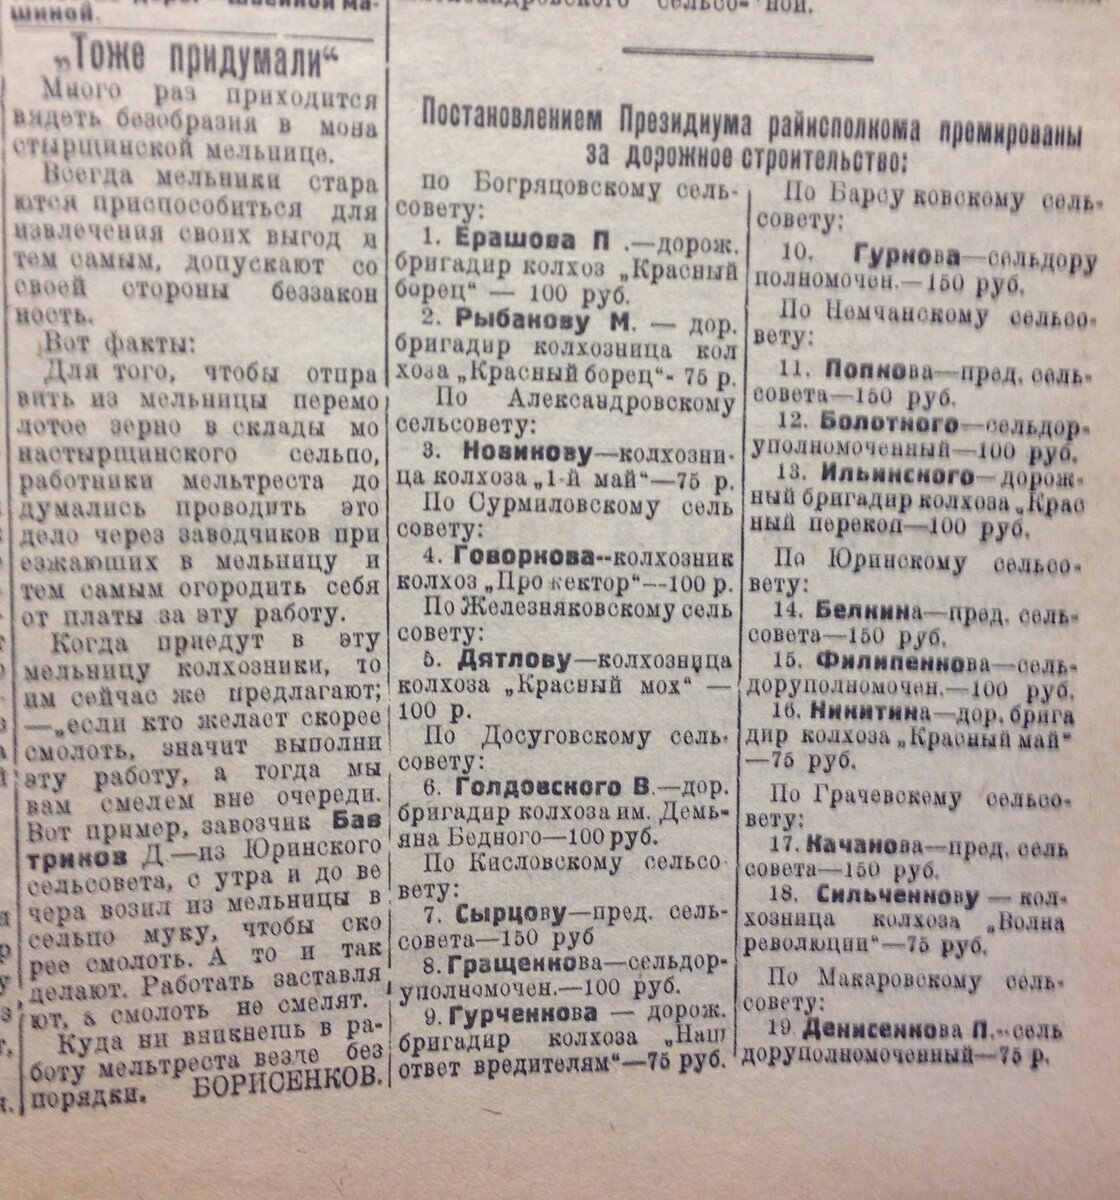 шиной.
„Тоже придумали“
Много раз приходится
видеть безобразия в мона
стырщинской мельнице.
Всегда мельники стара
ются приспособиться для
извлечения своих выгод и
тем самым, допускают со
своей стороны беззакон
ность.
Вот факты:
Для того, чтобы отпра
вить из мельницы перемо
лотое зерно в склады мо
настырщинского сельпо,
работники мельтреста до
думались проводить это
дело через заводчиков при
езжающих в мельницу и
тем самым огородить себя
от платы за эту работу.
Когда приедут в эту
мельницу колхозники, то
им сейчас же предлагают;
—„если кто желает скорее
смолоть, значит выполни
эту работу, а тогда мы
вам смелем вне очереди.
Вот пример, завозчик Бав
триков Д.—из Юринского
сельсовета, с утра и до ве
чера возил из мельницы в
сельпо муку, чтобы ско
рее смолоть. А то и так
делают. Работать заставля
ют, а смолоть не смелят.
Куда ни вникнешь в ра-
боту мельтреста везде без
порядки. БОРИСЕНКОВ.
сельсо-
ной.
Постановлением Президиума райисполкома премированы
за дорожное строительство:
по Богряцовскому сель-
совету:
1. Ерашова П .—дорож.
бригадир колхоз „Красный
борец“ — 100 руб.
2. Рыбакову М. — дор.
бригадир колхозница кол
хоза „Красный борец“- 75 р.
По Александровскому
сельсовету:
3. Новикову—колхозни-
ца колхоза „1-й май“—75 р.
По Сурмиловскому сель
совету:
4. Говоркова--колхозник
колхоз „Прожектор“—100 р.
По Железняковскому сель
совету:
5. Дятлову—колхозница
колхоза „Красный мох“ —
100 р.
По Досуговскому сель-
совету:
6. Голдовского В.—дор.
бригадир колхоза им. Демь-
яна Бедного—100 руб.
По Кисловскому сельсо-
вету:
7. Сырцову—пред. сель-
совета—150 руб
8. Гращенкова—сельдор-
уполномочен.—100 руб.
9. Гурченкова — дорож.
бригадир колхоза „Наш
ответ вредителям“—75 руб.
По Барсу ковскому сель-
совету:
10. Гуркова—сельдору
полномочен.—150 руб.
По Немчанскому сельсо-
вету:
11. Попкова—пред. сель-
совета—150 руб.
12. Болотного—сельдор-
уполномоченный—100 руб.
13. Ильинского—дорож-
ный бригадир колхоза „Крас
ный перекоп—100 руб.
По Юринскому сельсо-
вету:
14. Белкина—пред. сель-
совета—150 руб.
15. Филипенкова—сель-
доруполномочен.—100 руб.
16. Никитина—дор. брига
дир колхоза „Красный май“
—75 руб.
По Грачевскому сельсо-
вету:
17. Качанова—пред. сель
совета—150 руб.
18. Сильченкову — кол-
хозница колхоза „Волна
революции“—75 руб.
По Макаровскому сель-
совету:
19. Денисенкова П.--сель
доруполномоченный—75 р.